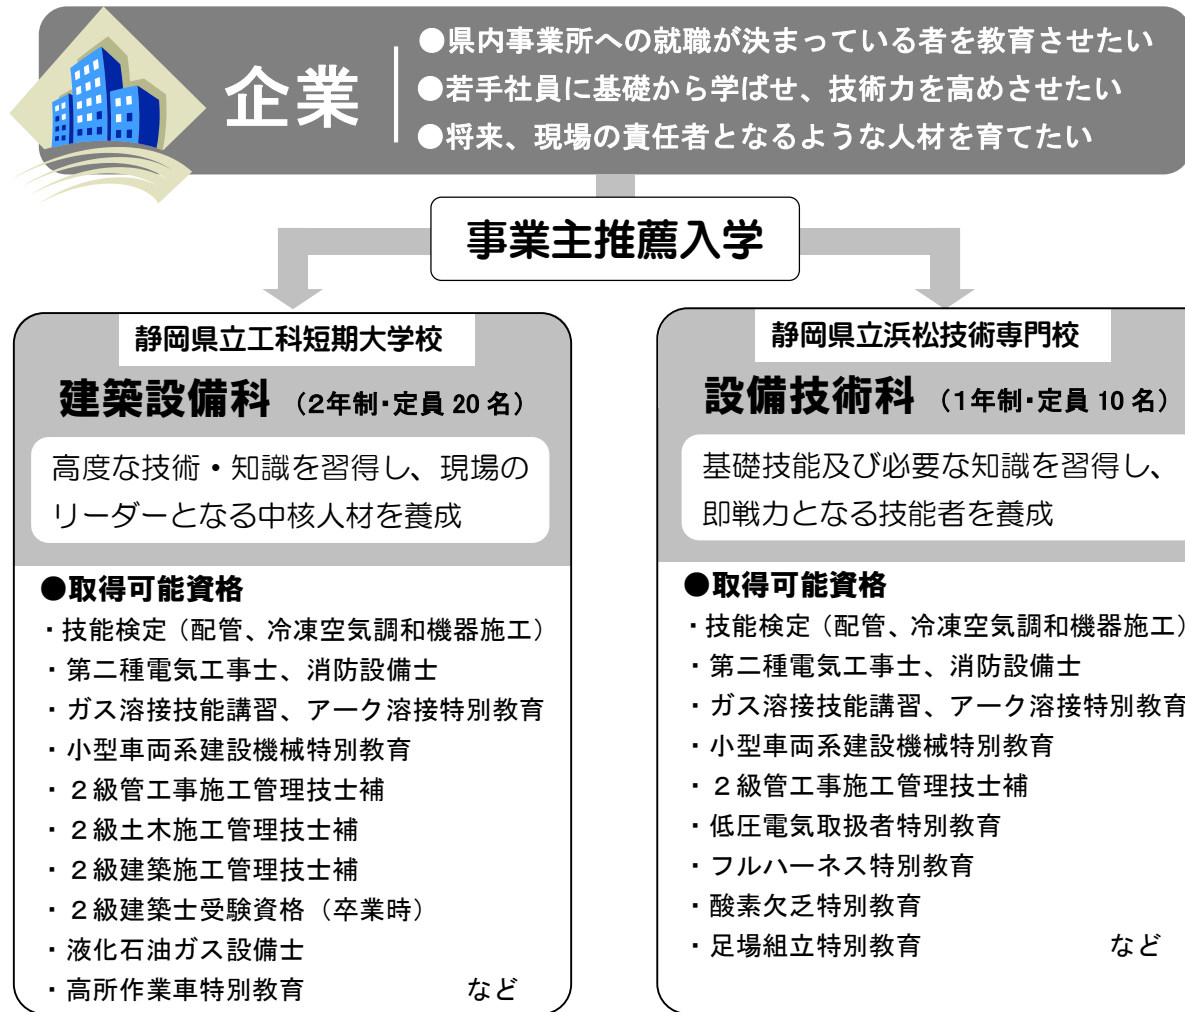 企業
●県内事業所への就職が決まっている者を教育させたい
●若手社員に基礎から学ばせ、技術力を高めさせたい
●将来、現場の責任者となるような人材を育てたい
事業主推薦入学
静岡県立工科短期大学校
建築設備科 （2年制・定員 20 名）
高度な技術・知識を習得し、現場の
リーダーとなる中核人材を養成
●取得可能資格
・技能検定（配管、冷凍空気調和機器施工）
・第二種電気工事士、消防設備士
・ガス溶接技能講習、アーク溶接特別教育
・小型車両系建設機械特別教育
・２級管工事施工管理技士補
・２級土木施工管理技士補
・２級建築施工管理技士補
・２級建築士受験資格（卒業時）
・液化石油ガス設備士
・高所作業車特別教育 など
静岡県立浜松技術専門校
設備技術科 （1年制・定員 10 名）
基礎技能及び必要な知識を習得し、
即戦力となる技能者を養成
●取得可能資格
・技能検定（配管、冷凍空気調和機器施工）
・第二種電気工事士、消防設備士
・ガス溶接技能講習、アーク溶接特別教育
・小型車両系建設機械特別教育
・２級管工事施工管理技士補
・低圧電気取扱者特別教育
・フルハーネス特別教育
・酸素欠乏特別教育
・足場組立特別教育 など